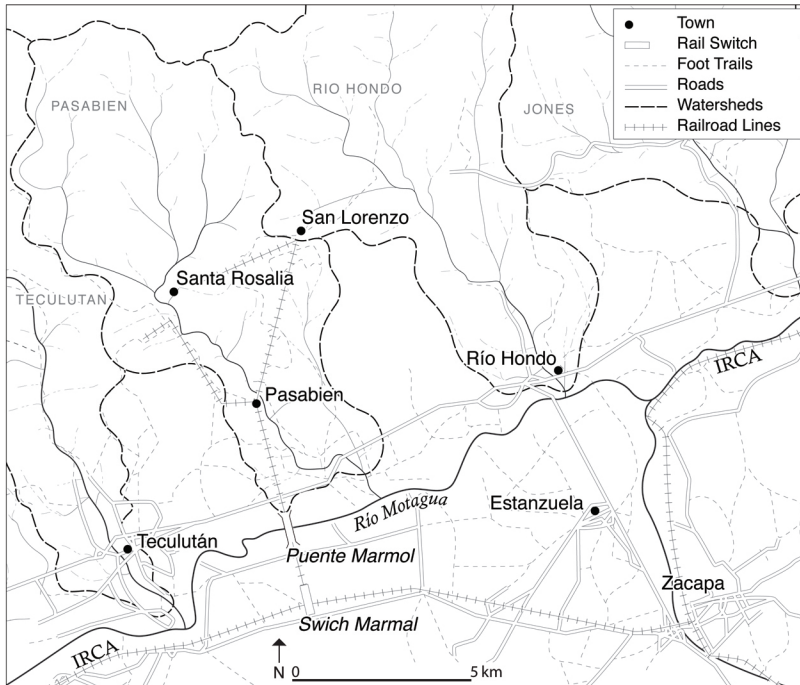 Town
Rail Switch
Foot Trails
Roads
Watersheds
Railroad Lines
PASABIEN
RIO HONDO
JONES
San Lorenzo
Santa Rosalia
TECULUTAN
Río Hondo
IRCA
Pasabien
Río Motagua
Estanzuela
Teculután
Puente Marmol
Zacapa
Swich Marmal
IRCA
N 0 5 km